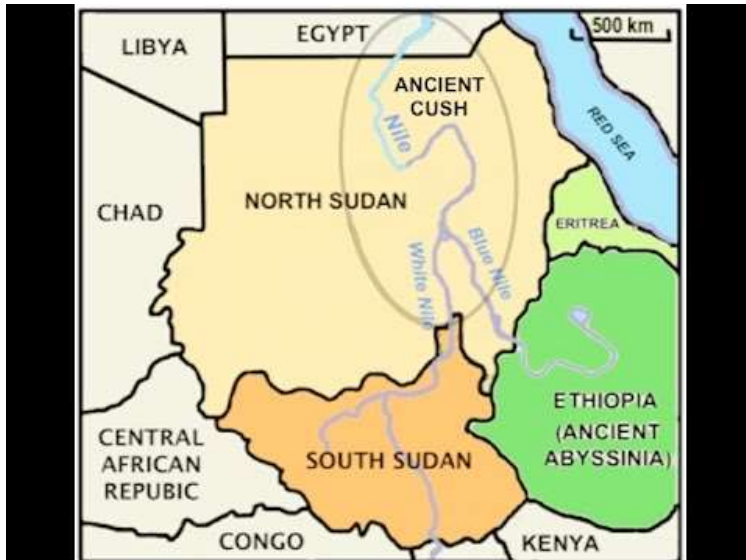 LIBYA
EGYPT
500 km
ANCIENT
CUSH
Nile
RED SEA
CHAD
NORTH SUDAN
ERITREA
White Nile
Blue Nile
ETHIOPIA
(ANCIENT
ABYSSINIA)
CENTRAL
AFRICAN
REPUBIC
SOUTH SUDAN
CONGO
KENYA